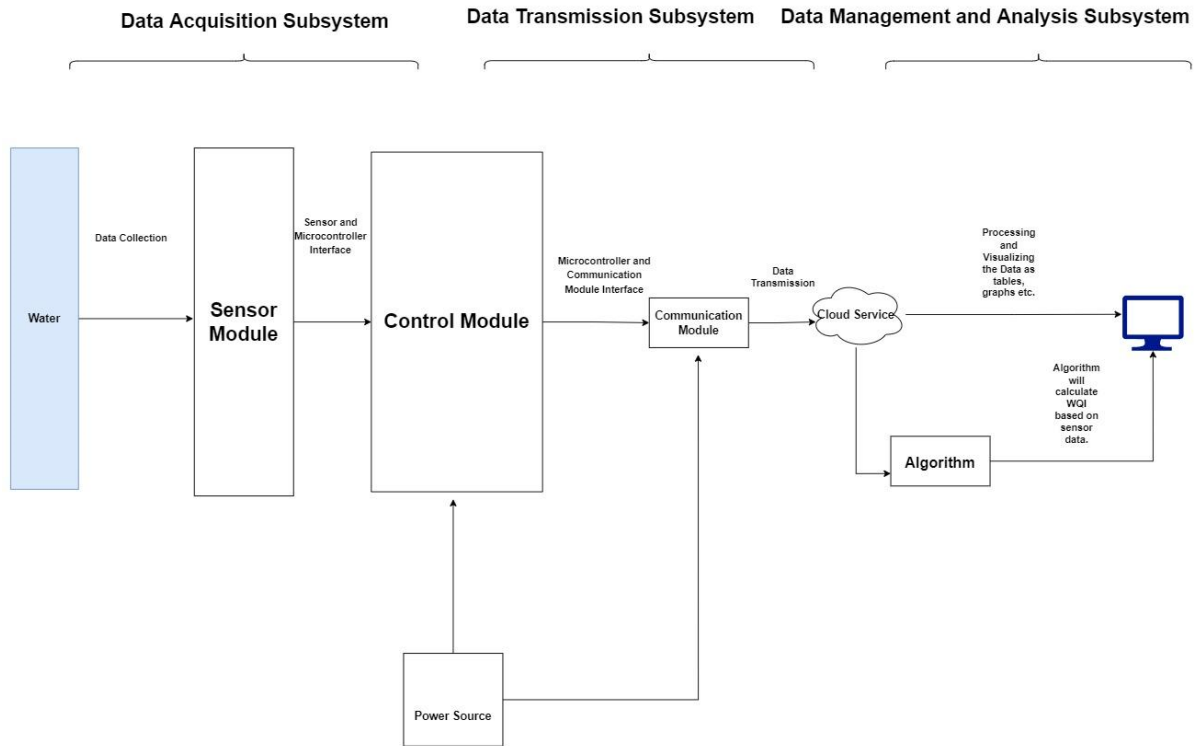 Data Acquisition Subsystem
Data Transmission Subsystem
Data Management and Analysis Subsystem
Water
Data Collection
Sensor
Module
Sensor and
Microcontroller
Interface
Control Module
Microcontroller and
Communication
Module Interface
Communication
Module
Data
Transmission
Cloud Service
Processing
and
Visualizing
the Data as
tables,
graphs etc.
Algorithm
will
calculate
WQI
based on
sensor
data.
Algorithm
Power Source